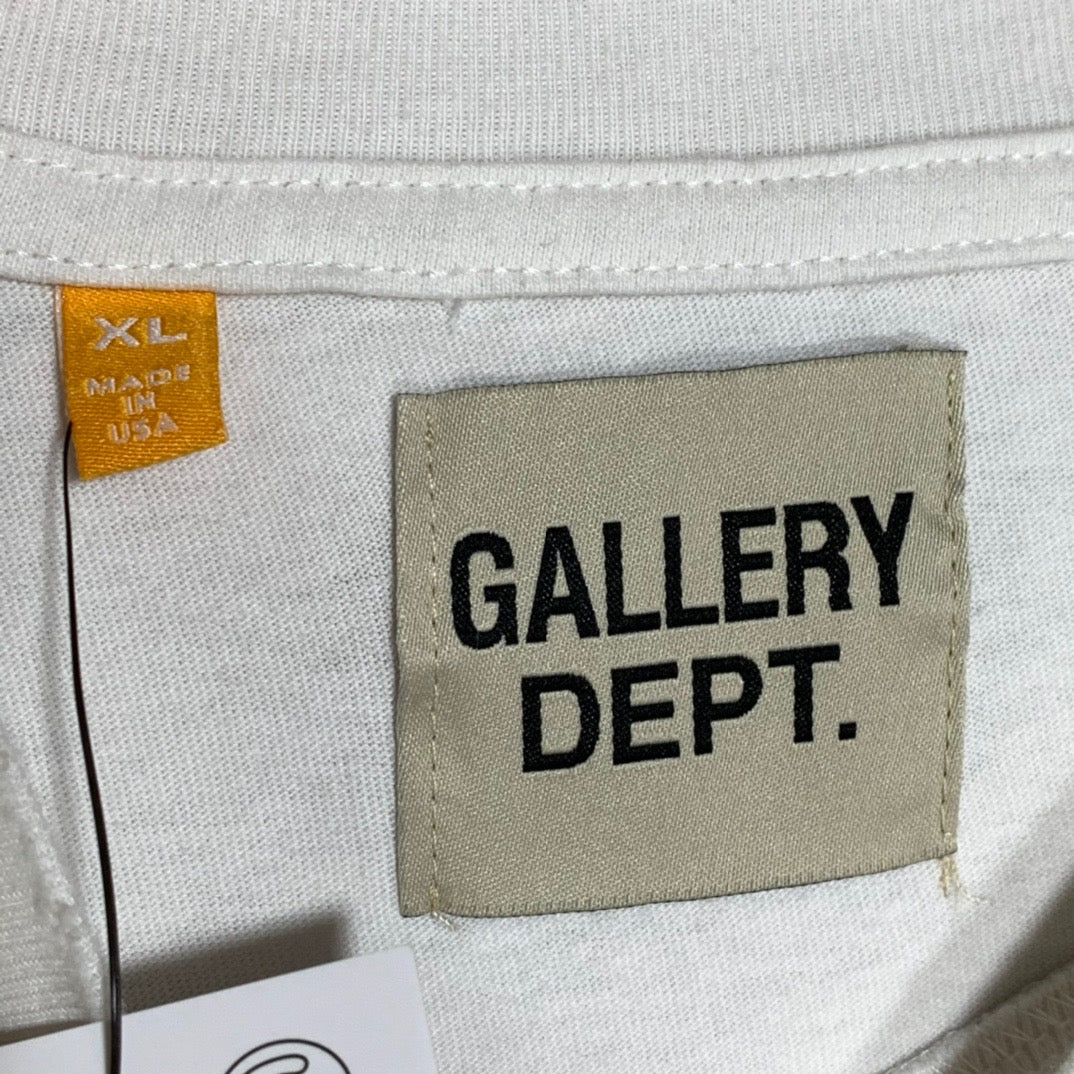 XL
MADE
IN
USA
GALLERY
DEPT.